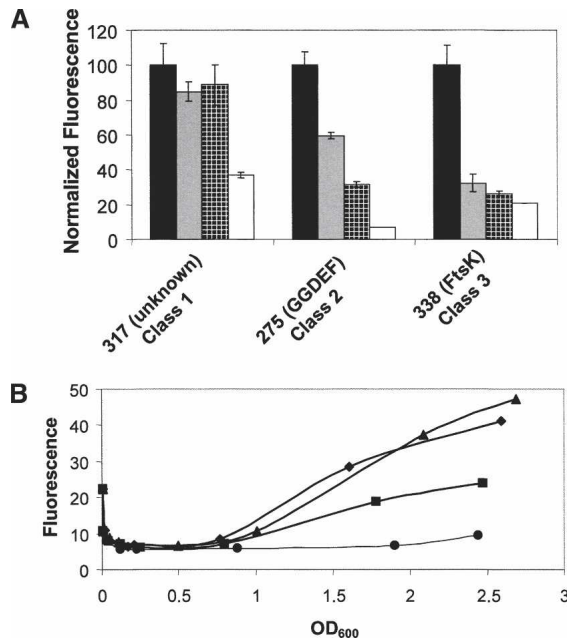 A
Normalized Fluorescence
120
100
80
60
40
20
0
317 (unknown)
Class 1
275 (GGDEF)
Class 2
338 (FtsK)
Class 3
B
Fluorescence
50
40
30
20
10
0
0 0.5 1 1.5 2 2.5 3
OD600